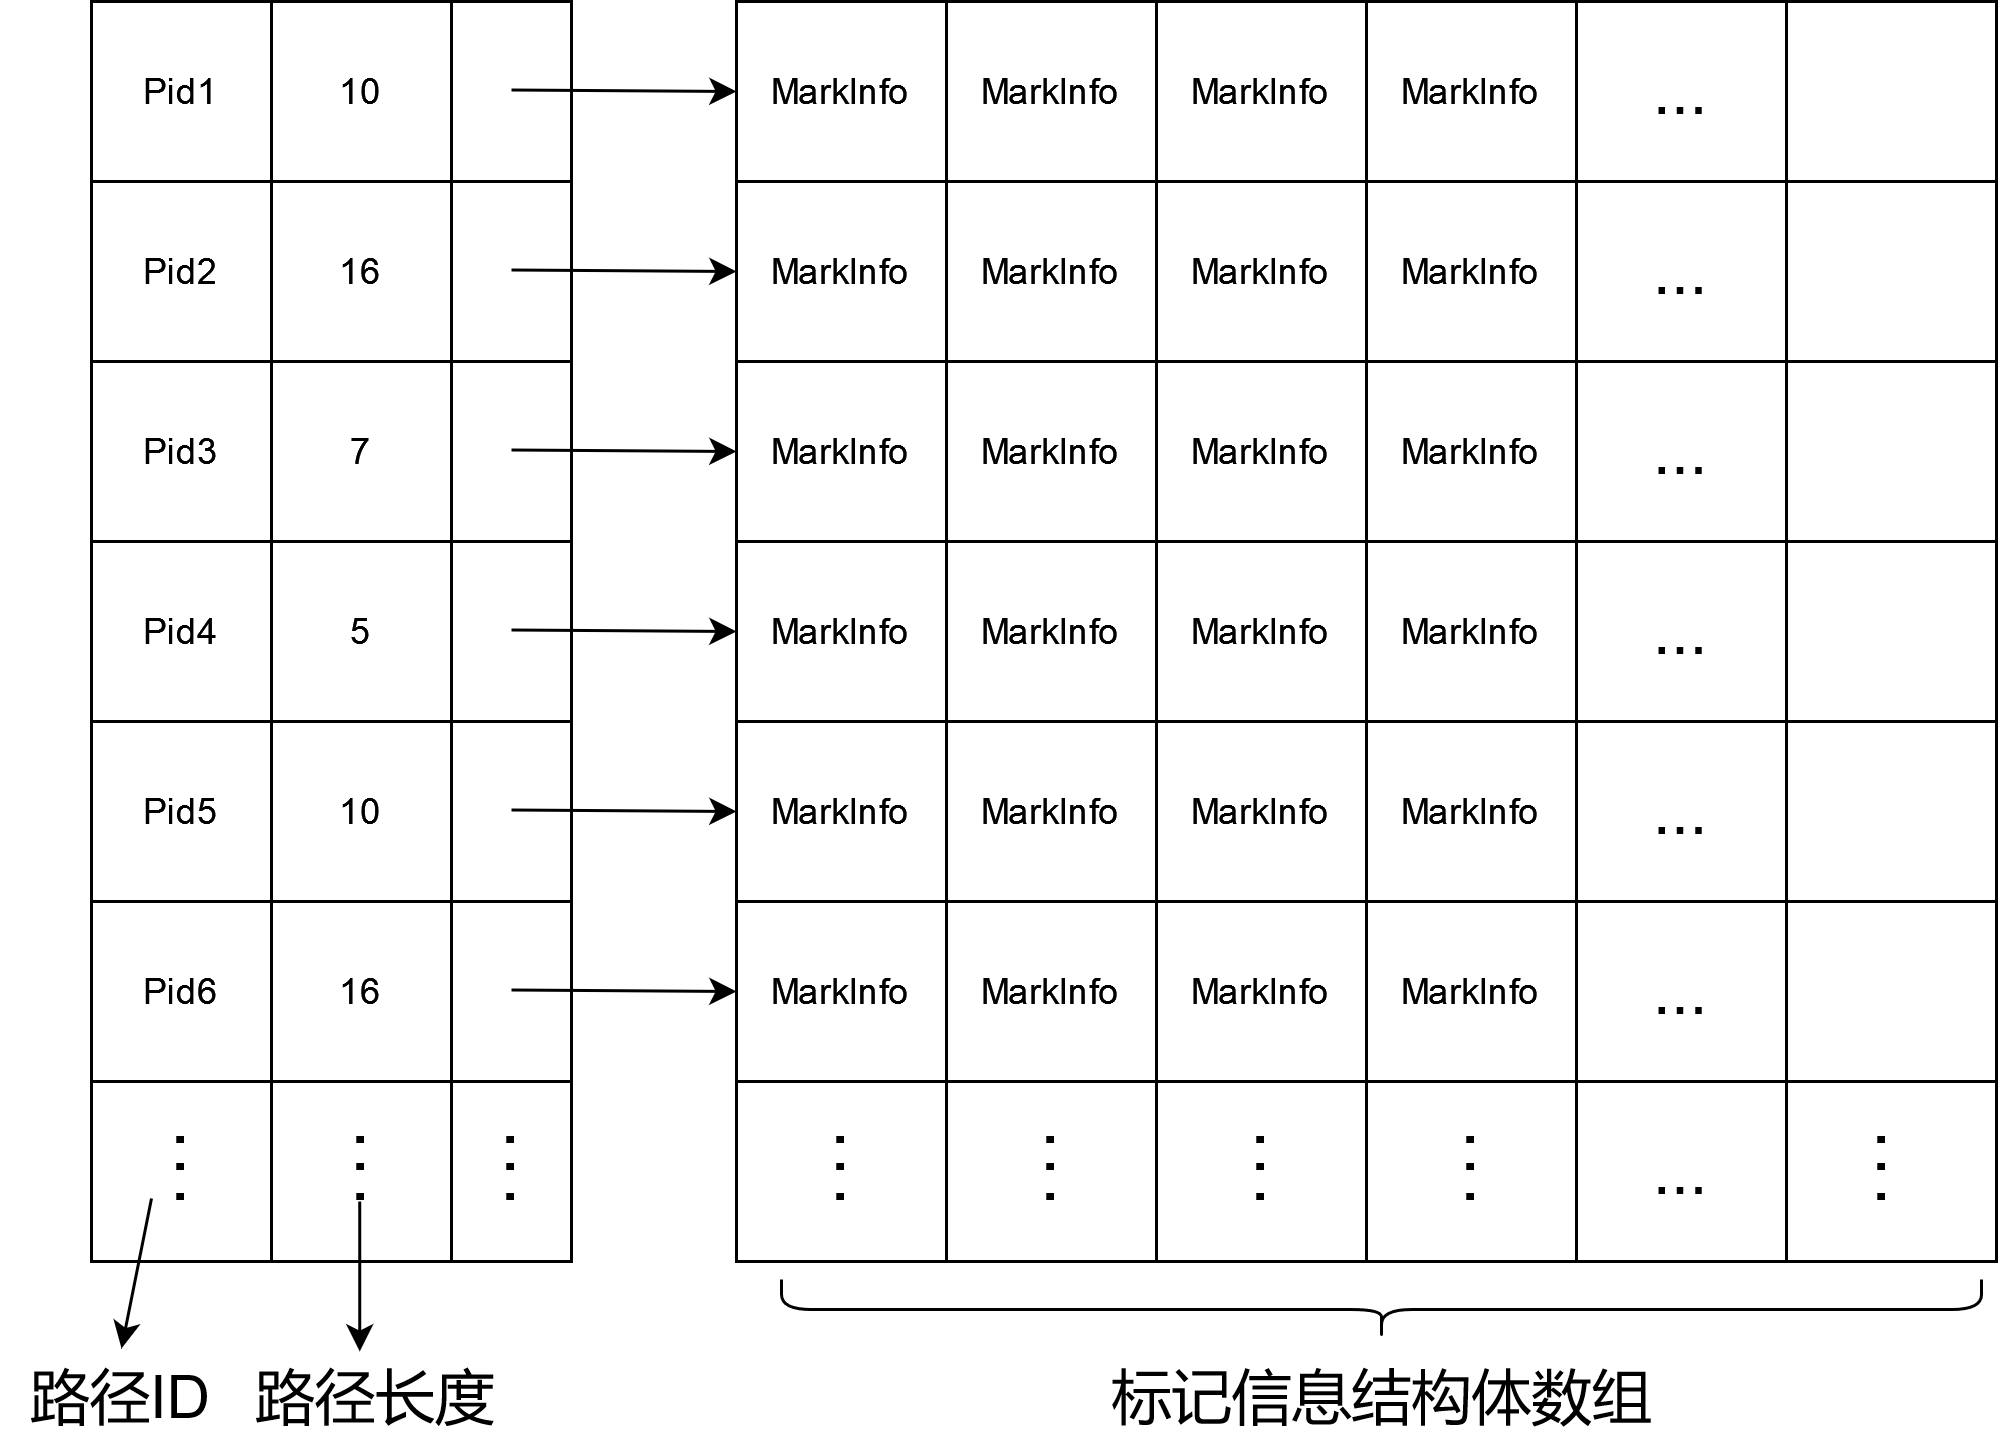 Pid1 10 MarkInfo MarkInfo MarkInfo MarkInfo ...
Pid2 16 MarkInfo MarkInfo MarkInfo MarkInfo ...
Pid3 7 MarkInfo MarkInfo MarkInfo MarkInfo ...
Pid4 5 MarkInfo MarkInfo MarkInfo MarkInfo ...
Pid5 10 MarkInfo MarkInfo MarkInfo MarkInfo ...
Pid6 16 MarkInfo MarkInfo MarkInfo MarkInfo ...
⋮ ⋮ ⋮ ⋮ ⋮ ⋮ ⋮ ... ⋮
路径ID 路径长度 标记信息结构体数组